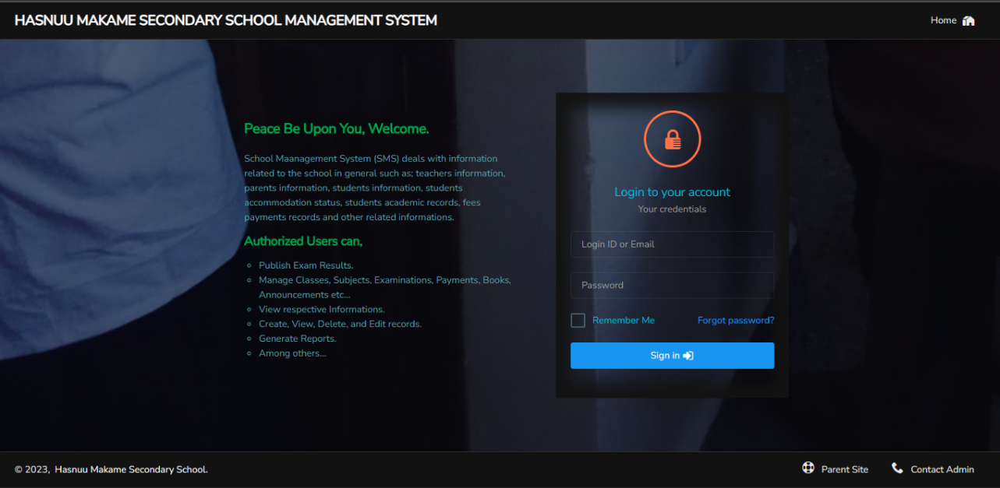 HASNUU MAKAME SECONDARY SCHOOL MANAGEMENT SYSTEM
Home
Peace Be Upon You, Welcome.
School Maanagement System (SMS) deals with information
related to the school in general such as; teachers information,
parents information, students information, students
accommodation status, students academic records, fees
payments records and other related informations.
Authorized Users can,
Publish Exam Results.
Manage Classes, Subjects, Examinations, Payments, Books,
Announcements etc...
View respective Informations.
Create, View, Delete, and Edit records.
Generate Reports.
Among others...
Login to your account
Your credentials
Login ID or Email
Password
Remember Me
Forgot password?
Sign in
© 2023, Hasnuu Makame Secondary School.
Parent Site
Contact Admin